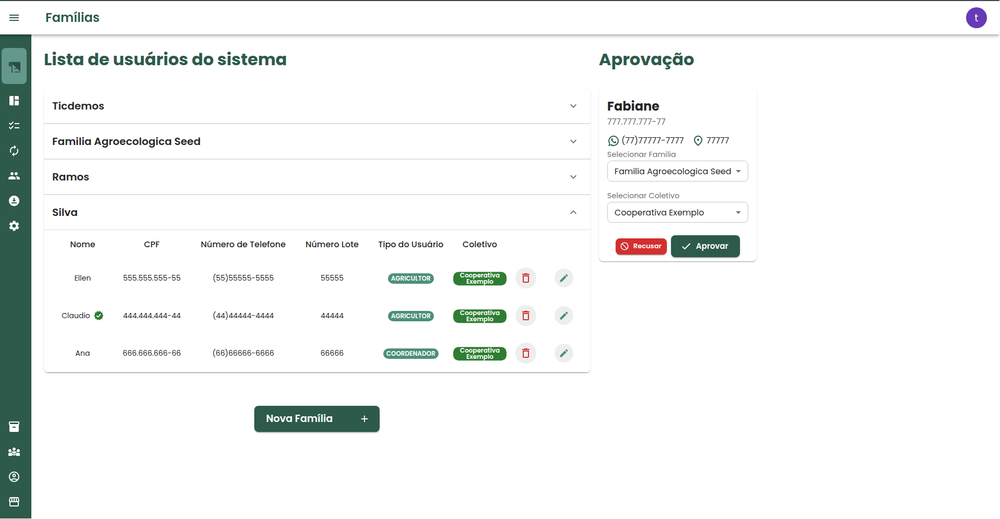 Famílias
t
Lista de usuários do sistema
Aprovação
Ticdemos
Familia Agroecologica Seed
Ramos
Silva
Nome CPF Número de Telefone Número Lote Tipo do Usuário Coletivo
Ellen 555.555.555-55 (55)55555-5555 55555 AGRICULTOR Cooperativa Exemplo
Claudio 444.444.444-44 (44)44444-4444 44444 AGRICULTOR Cooperativa Exemplo
Ana 666.666.666-66 (66)66666-6666 66666 COORDENADOR Cooperativa Exemplo
Nova Família +
Fabiane
777.777.777-77
(77)77777-7777 77777
Selecionar Familia
Familia Agroecologica Seed
Selecionar Coletivo
Cooperativa Exemplo
Recusar Aprovar